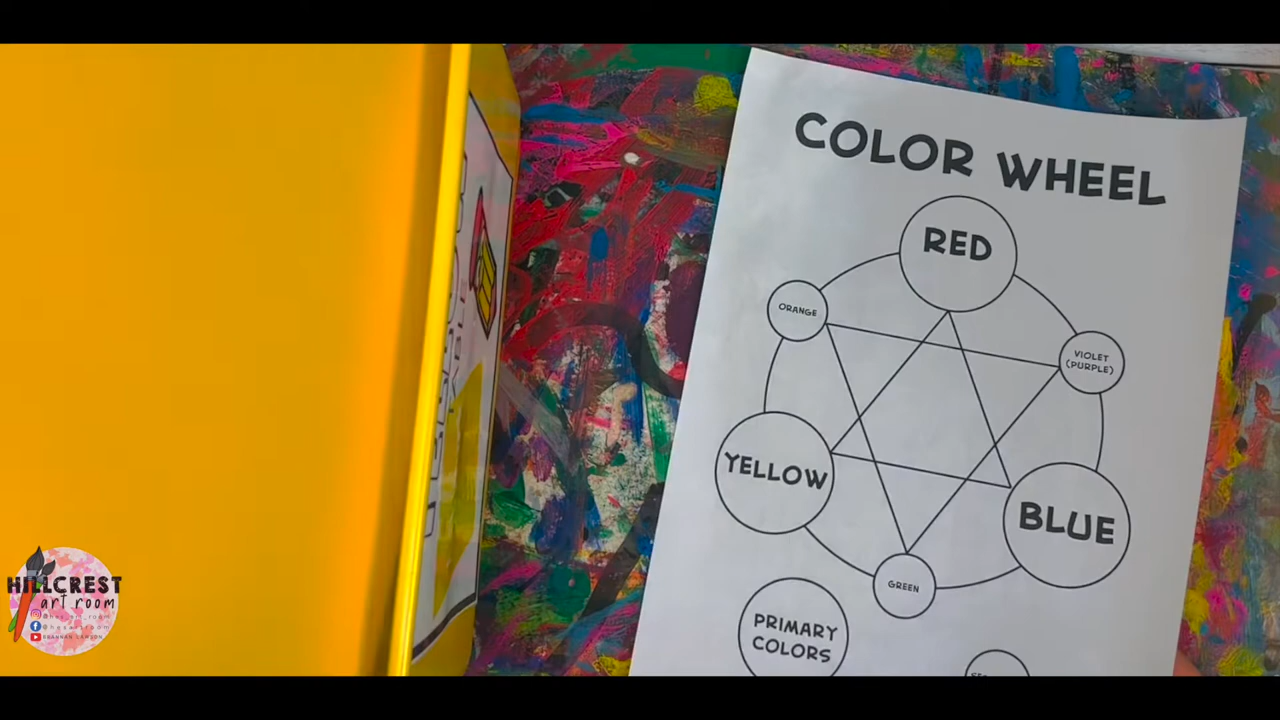 COLOR WHEEL
RED
ORANGE
VIOLET
(PURPLE)
YELLOW
BLUE
GREEN
PRIMARY
COLORS
HILLCREST
art room